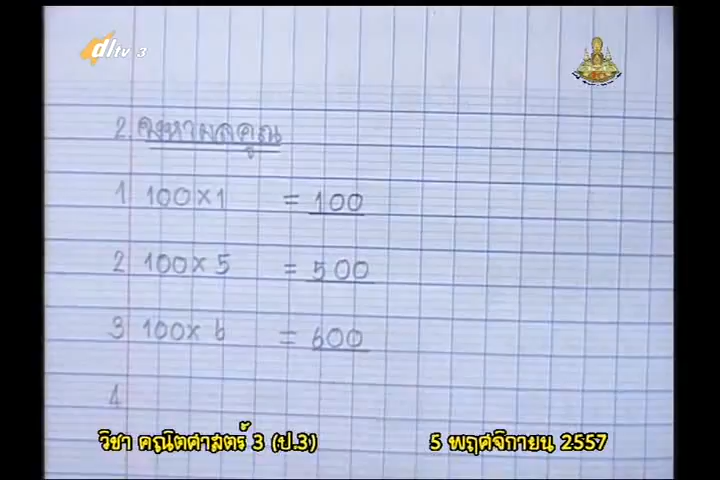 dltv 3
2. จงหาผลคูณ
1 100×1 = 100
2 100×5 = 500
3 100×6 = 600
4
วิชา คณิตศาสตร์ 3 (ป.3) 5 พฤศจิกายน 2557